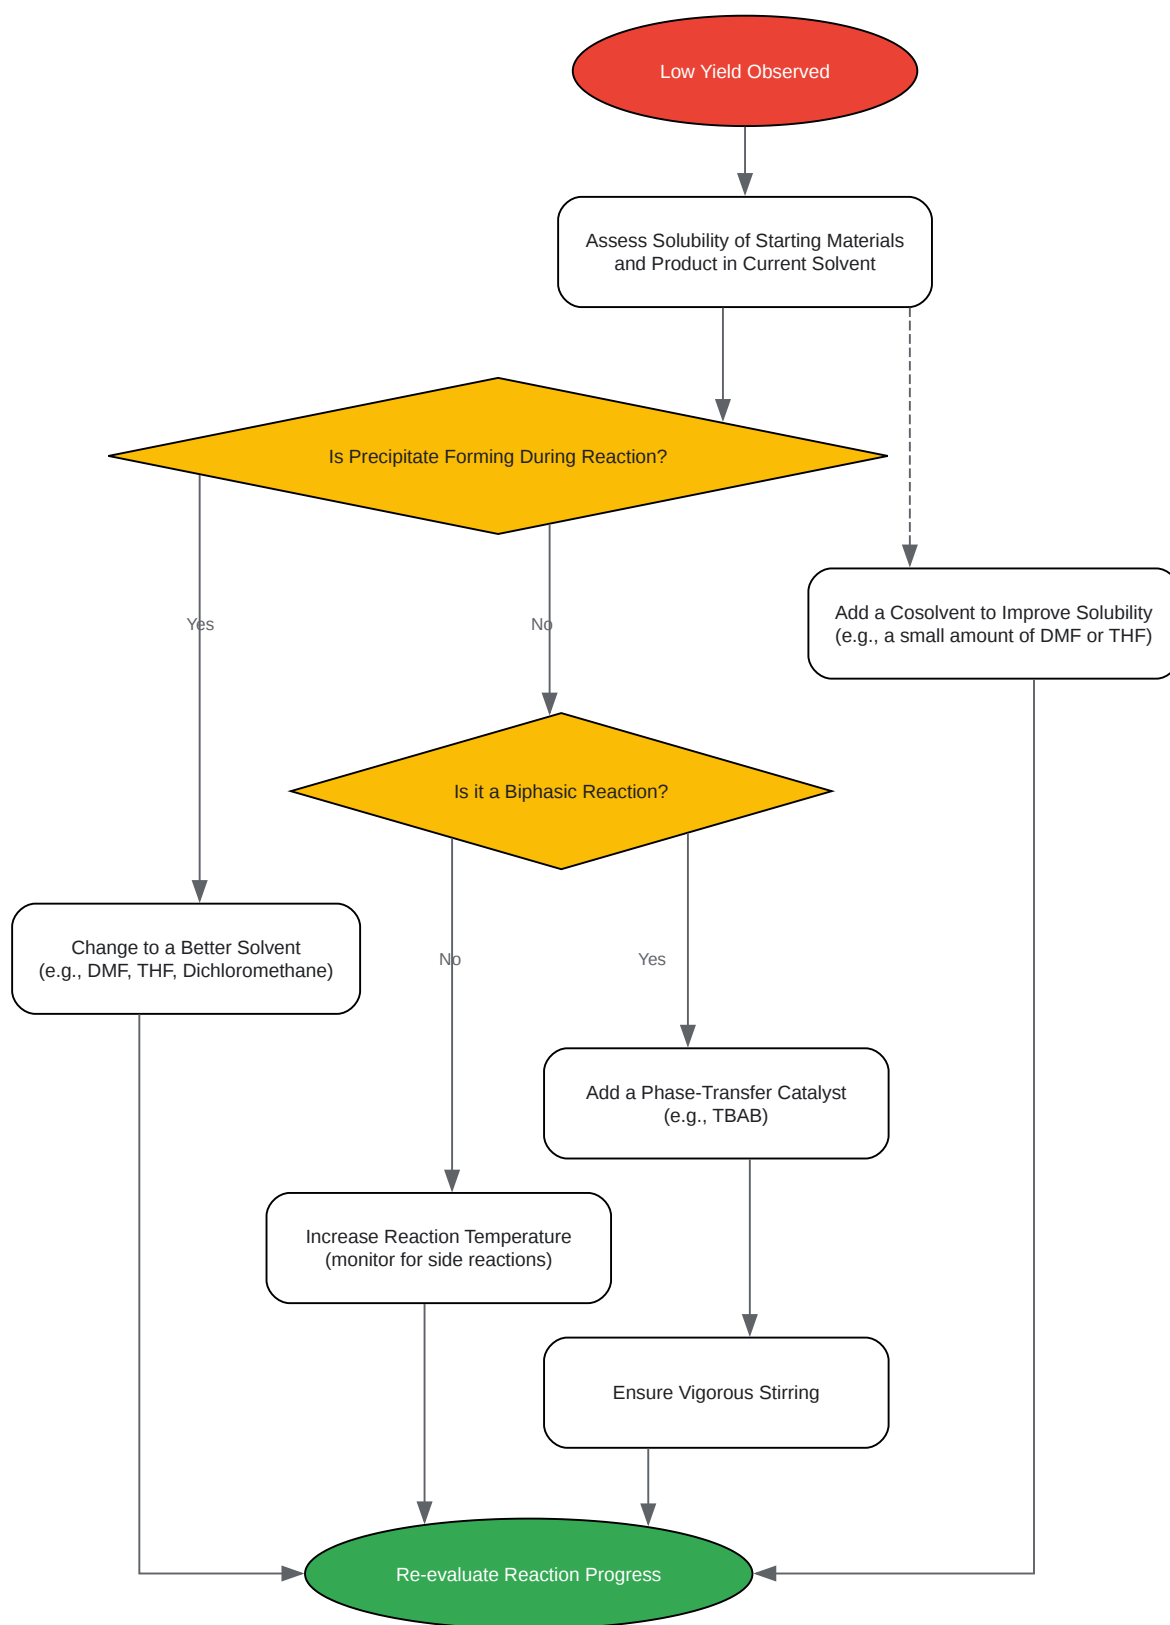 Low Yield Observed
Assess Solubility of Starting Materials
and Product in Current Solvent
Is Precipitate Forming During Reaction?
Add a Cosolvent to Improve Solubility
(e.g., a small amount of DMF or THF)
Yes
No
Is it a Biphasic Reaction?
Change to a Better Solvent
(e.g., DMF, THF, Dichloromethane)
No
Yes
Add a Phase-Transfer Catalyst
(e.g., TBAB)
Increase Reaction Temperature
(monitor for side reactions)
Ensure Vigorous Stirring
Re-evaluate Reaction Progress